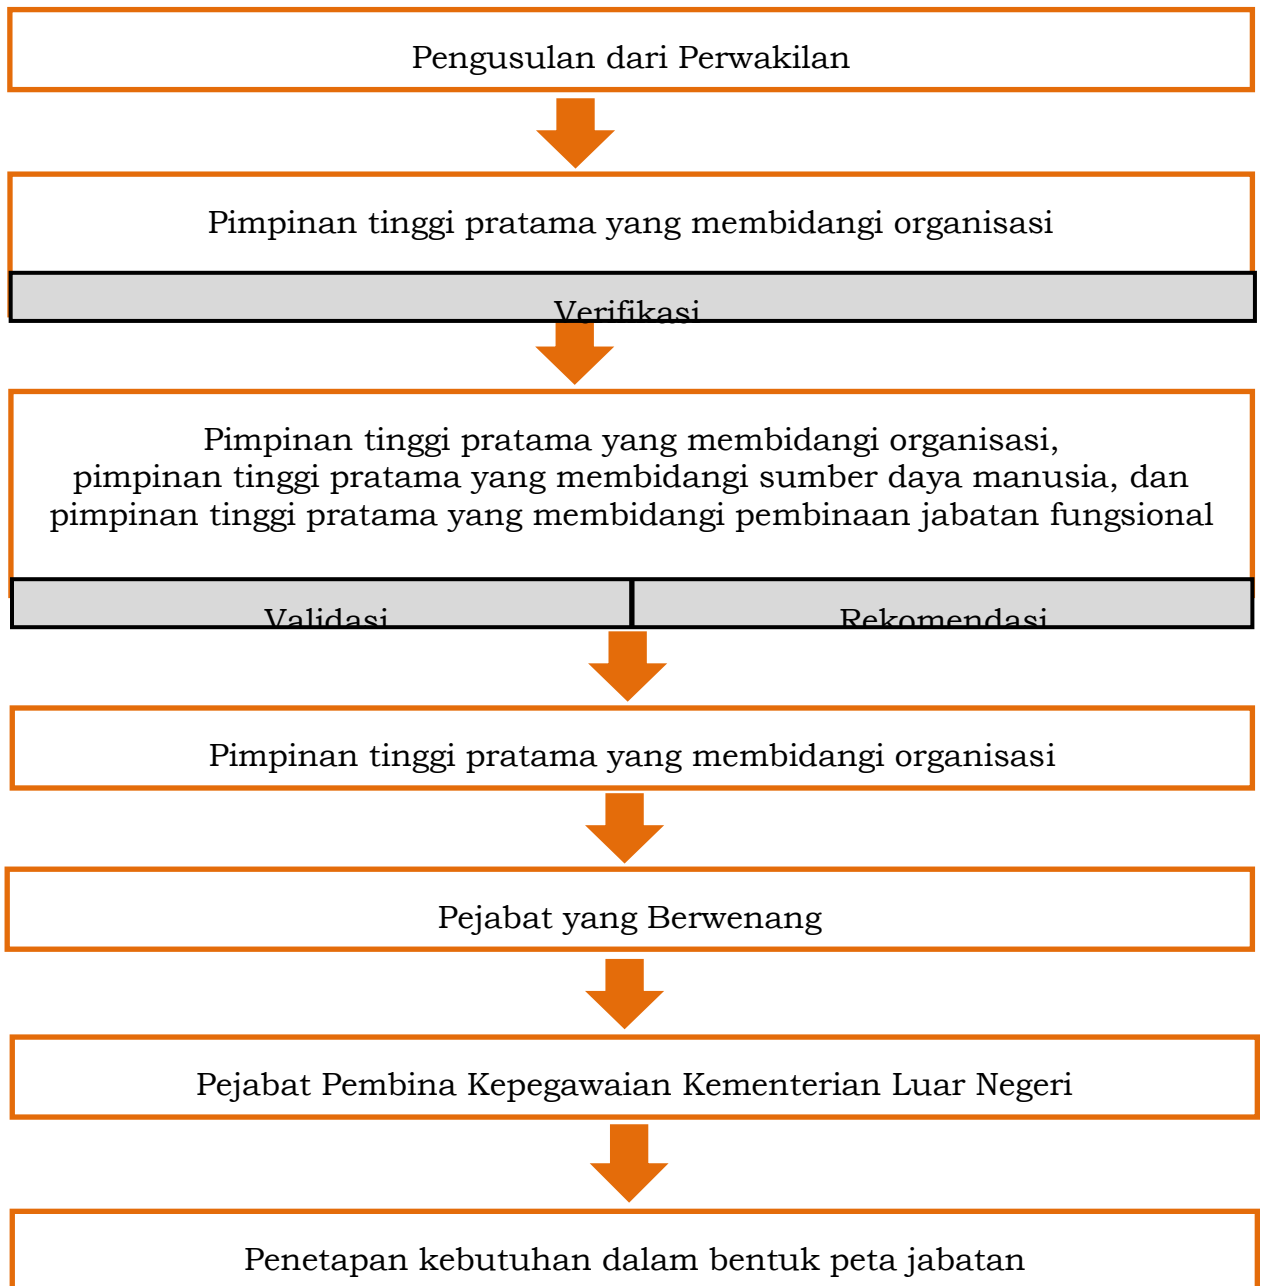 Pengusulan dari Perwakilan
Pimpinan tinggi pratama yang membidangi organisasi
Verifikasi
Pimpinan tinggi pratama yang membidangi organisasi,
pimpinan tinggi pratama yang membidangi sumber daya manusia, dan
pimpinan tinggi pratama yang membidangi pembinaan jabatan fungsional
Validasi
Rekomendasi
Pimpinan tinggi pratama yang membidangi organisasi
Pejabat yang Berwenang
Pejabat Pembina Kepegawaian Kementerian Luar Negeri
Penetapan kebutuhan dalam bentuk peta jabatan